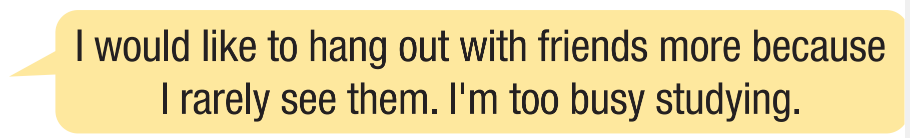 I would like to hang out with friends more because
I rarely see them. I'm too busy studying.